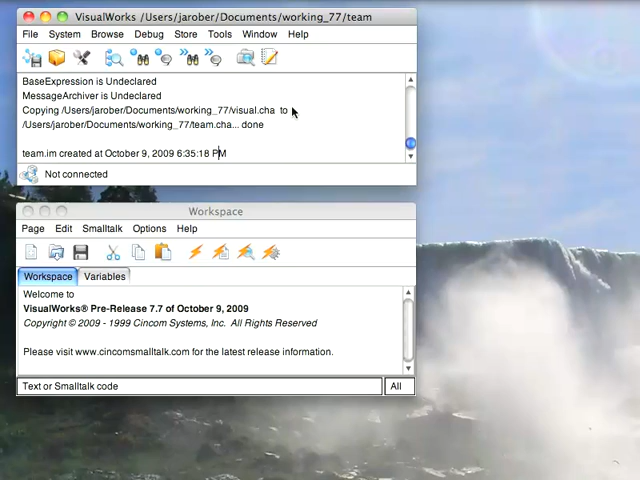 VisualWorks /Users/jarober/Documents/working_77/team
File System Browse Debug Store Tools Window Help
BaseExpression is Undeclared
MessageArchiver is Undeclared
Copying /Users/jarober/Documents/working_77/visual.cha to
/Users/jarober/Documents/working_77/team.cha... done
team.im created at October 9, 2009 6:35:18 PM
Not connected
Workspace
Page Edit Smalltalk Options Help
Workspace Variables
Welcome to
VisualWorks® Pre-Release 7.7 of October 9, 2009
Copyright © 2009 - 1999 Cincom Systems, Inc. All Rights Reserved
Please visit www.cincomsmalltalk.com for the latest release information.
Text or Smalltalk code All